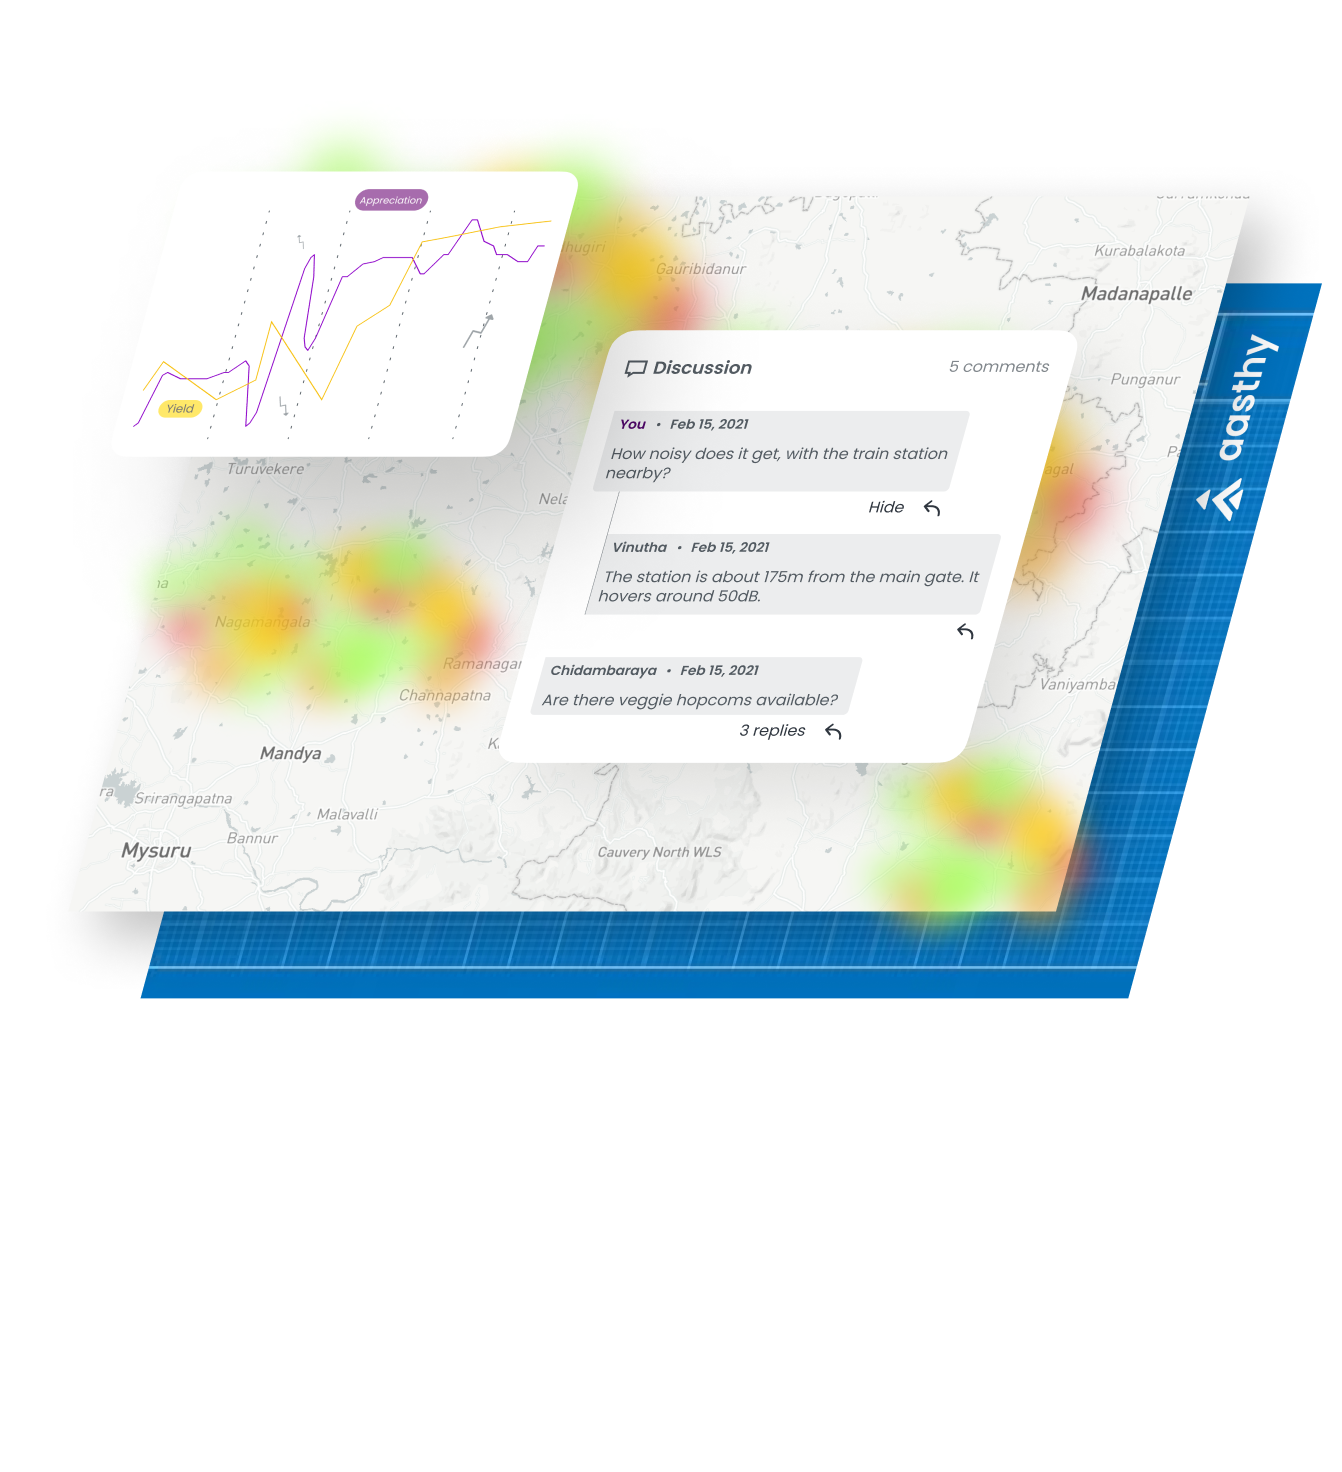 Appreciation
Yield
Gauribidanur
Kurabalakota
Madanapalle
Punganur
aasthy
Turuvekere
Nagamangala
Ramanagar
Channapatna
Vaniyamba
Mandya
Srirangapatna
Malavalli
Bannur
Mysuru
Cauvery North WLS
Discussion
5 comments
You • Feb 15, 2021
How noisy does it get, with the train station
nearby?
Hide
Vinutha • Feb 15, 2021
The station is about 175m from the main gate. It
hovers around 50dB.
Chidambaraya • Feb 15, 2021
Are there veggie hopcoms available?
3 replies